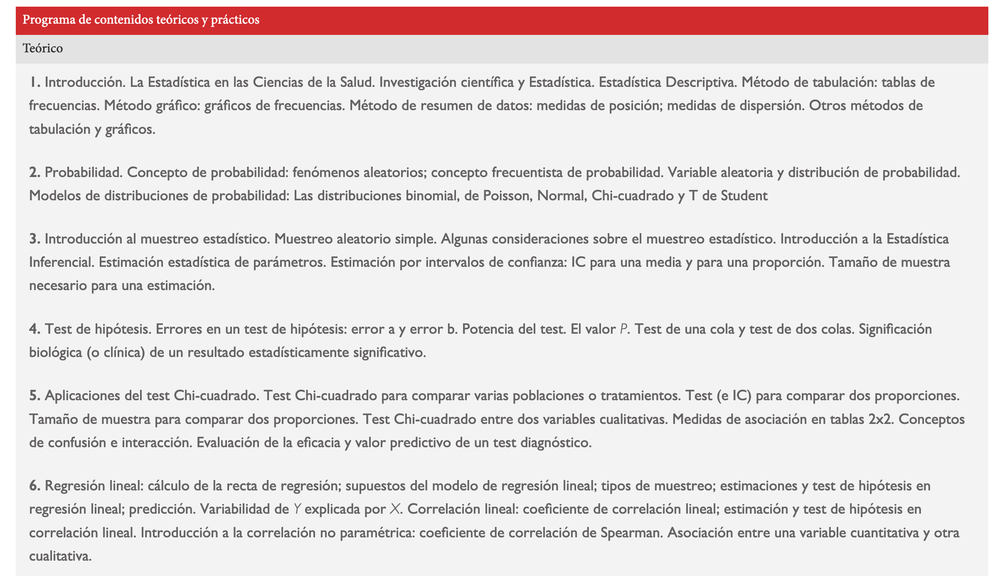 Programa de contenidos teóricos y prácticos
Teórico
1. Introducción. La Estadística en las Ciencias de la Salud. Investigación científica y Estadística. Estadística Descriptiva. Método de tabulación: tablas de
frecuencias. Método gráfico: gráficos de frecuencias. Método de resumen de datos: medidas de posición; medidas de dispersión. Otros métodos de
tabulación y gráficos.
2. Probabilidad. Concepto de probabilidad: fenómenos aleatorios; concepto frecuentista de probabilidad. Variable aleatoria y distribución de probabilidad.
Modelos de distribuciones de probabilidad: Las distribuciones binomial, de Poisson, Normal, Chi-cuadrado y T de Student
3. Introducción al muestreo estadístico. Muestreo aleatorio simple. Algunas consideraciones sobre el muestreo estadístico. Introducción a la Estadística
Inferencial. Estimación estadística de parámetros. Estimación por intervalos de confianza: IC para una media y para una proporción. Tamaño de muestra
necesario para una estimación.
4. Test de hipótesis. Errores en un test de hipótesis: error a y error b. Potencia del test. El valor P. Test de una cola y test de dos colas. Significación
biológica (o clínica) de un resultado estadísticamente significativo.
5. Aplicaciones del test Chi-cuadrado. Test Chi-cuadrado para comparar varias poblaciones o tratamientos. Test (e IC) para comparar dos proporciones.
Tamaño de muestra para comparar dos proporciones. Test Chi-cuadrado entre dos variables cualitativas. Medidas de asociación en tablas 2x2. Conceptos
de confusión e interacción. Evaluación de la eficacia y valor predictivo de un test diagnóstico.
6. Regresión lineal: cálculo de la recta de regresión; supuestos del modelo de regresión lineal; tipos de muestreo; estimaciones y test de hipótesis en
regresión lineal; predicción. Variabilidad de Y explicada por X. Correlación lineal: coeficiente de correlación lineal; estimación y test de hipótesis en
correlación lineal. Introducción a la correlación no paramétrica: coeficiente de correlación de Spearman. Asociación entre una variable cuantitativa y otra
cualitativa.